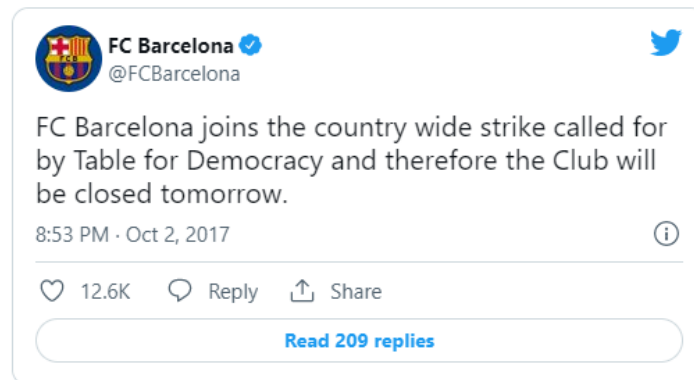 FC Barcelona
@FCBarcelona
FC Barcelona joins the country wide strike called for
by Table for Democracy and therefore the Club will
be closed tomorrow.
8:53 PM · Oct 2, 2017
12.6K Reply Share
Read 209 replies